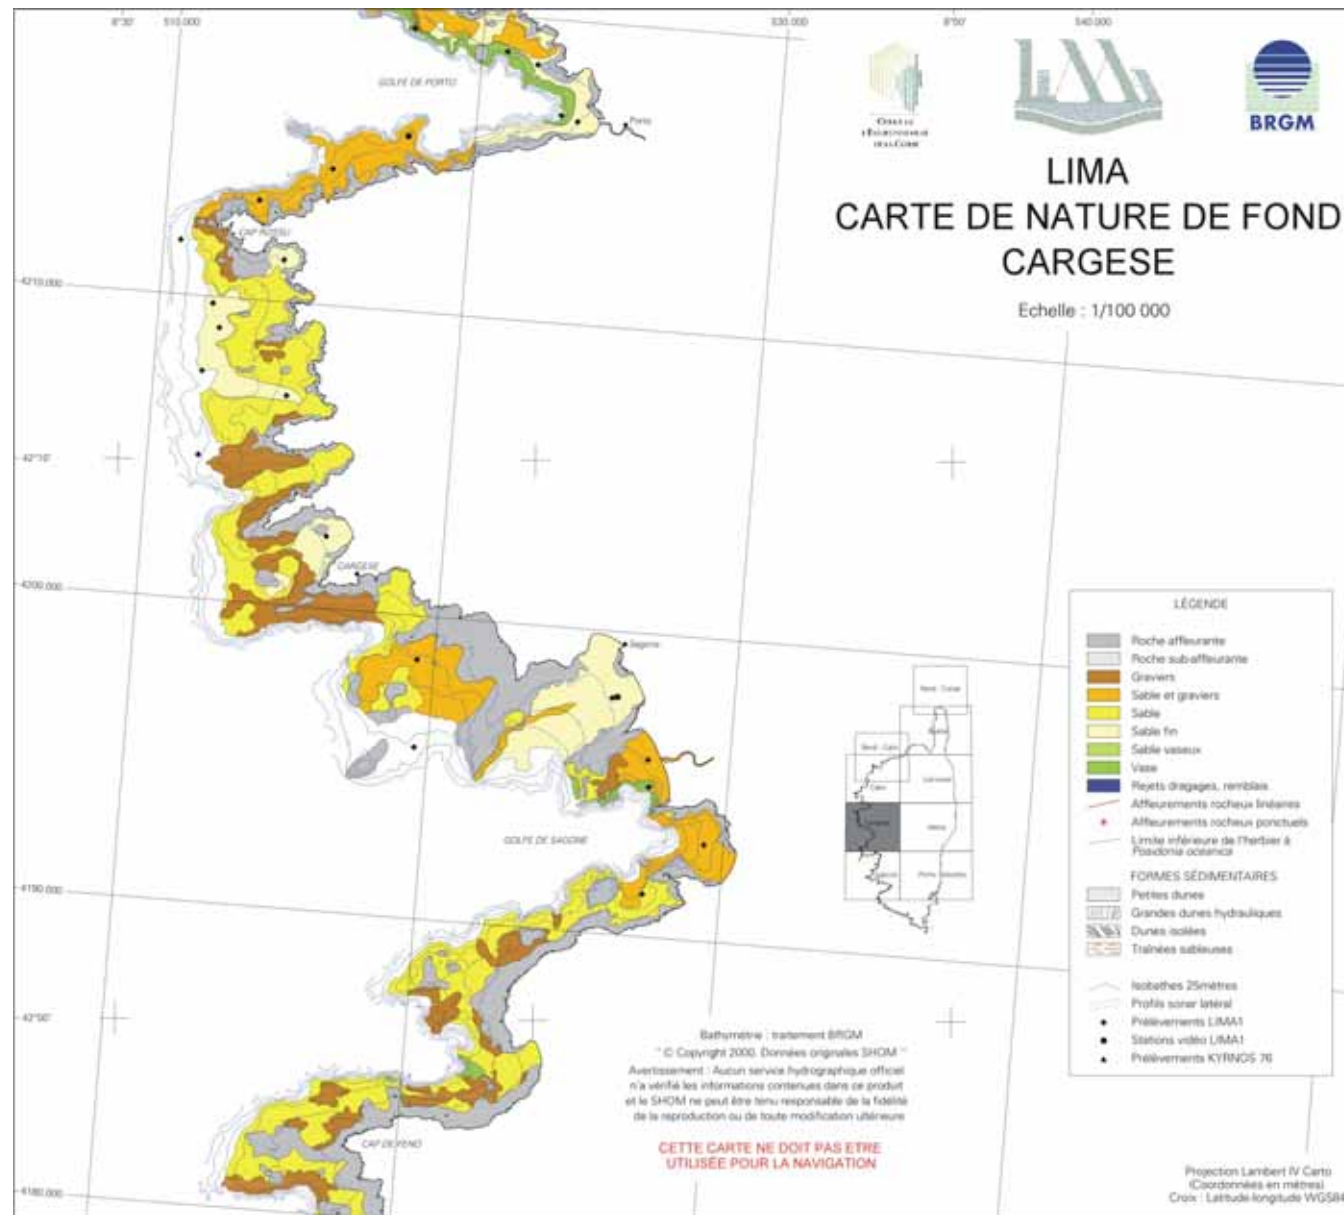 8°30'
510.000
530.000
8°50'
540.000
GOLFE DE PORTO
Porto
BRGM
LIMA
CARTE DE NATURE DE FOND
CARGESE
Echelle : 1/100 000
CAP ROSSU
4210.000
42°10'
4200.000
CARGESE
Sagone
GOLFE DE SAGONE
4190.000
42°00'
CAP DE FENO
4180.000
LÉGENDE
Roche affleurante
Roche sub-affleurante
Graviers
Sable et graviers
Sable
Sable fin
Sable vaseux
Vase
Rejets dragages, remblais
Affleurements rocheux linéaires
Affleurements rocheux ponctuels
Limite inférieure de l'herbier à
Posidonia oceanica
FORMES SÉDIMENTAIRES
Petites dunes
Grandes dunes hydrauliques
Dunes isolées
Traînées sableuses
Isobathes 25mètres
Profils sonar latéral
Prélèvements LIMA1
Stations vidéo LIMA1
Prélèvements KYRNOS 76
Bathymétrie : traitement BRGM
" © Copyright 2000. Données originales SHOM "
Avertissement : Aucun service hydrographique officiel
n'a vérifié les informations contenues dans ce produit
et le SHOM ne peut être tenu responsable de la fidélité
de la reproduction ou de toute modification ultérieure
CETTE CARTE NE DOIT PAS ETRE
UTILISÉE POUR LA NAVIGATION
Projection Lambert IV Carto
(Coordonnées en mètres)
Croix : Latitude-longitude WGS84